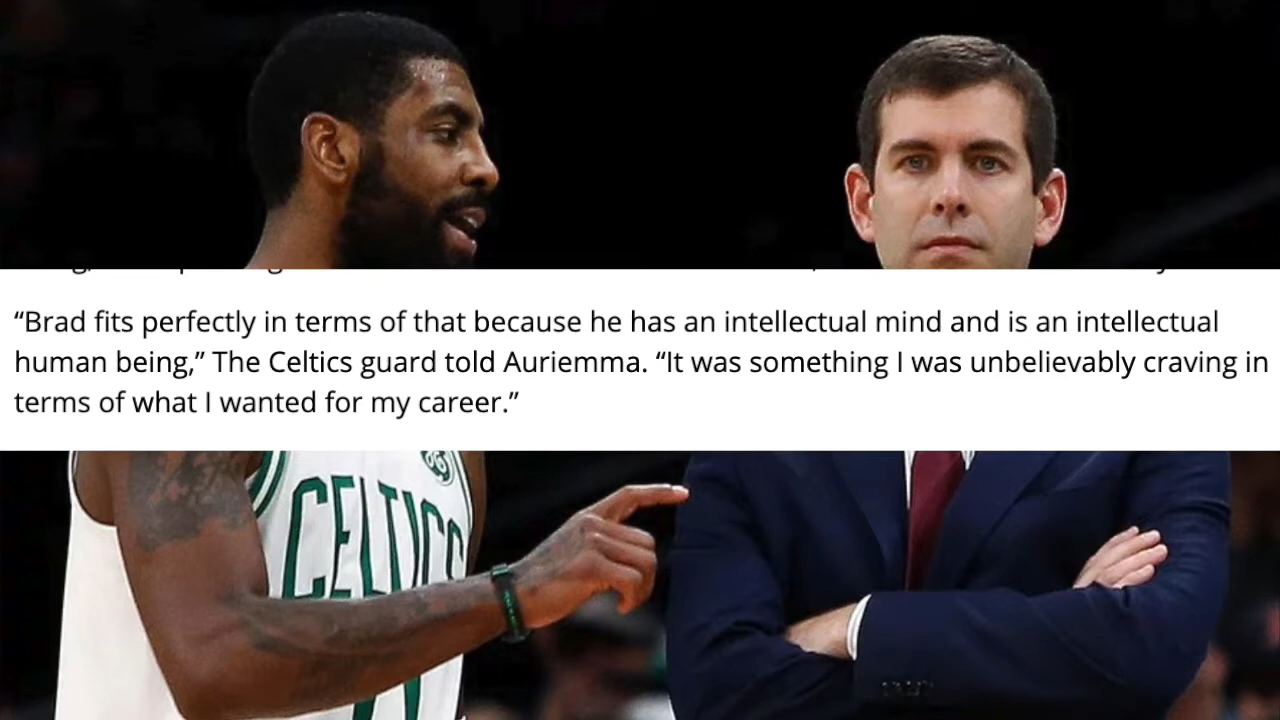 “Brad fits perfectly in terms of that because he has an intellectual mind and is an intellectual
human being,” The Celtics guard told Auriemma. “It was something I was unbelievably craving in
terms of what I wanted for my career.”
CELTICS